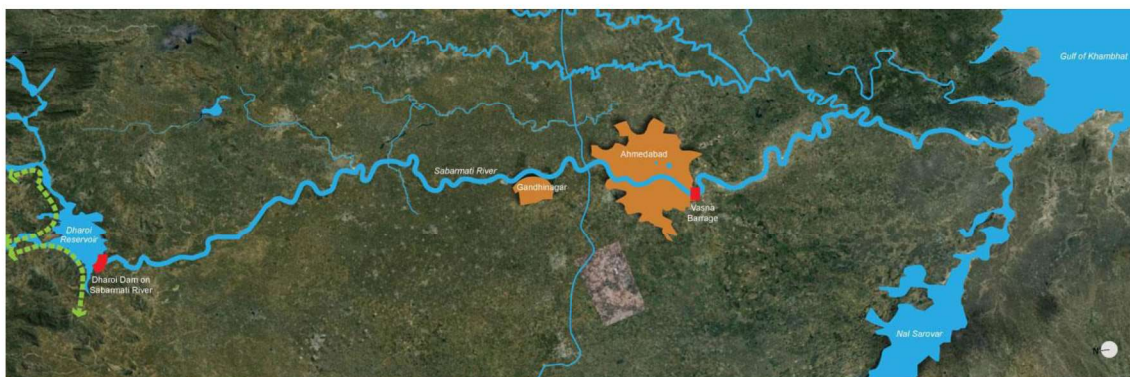 Gulf of Khambhat
Ahmedabad
Sabarmati River
Gandhinagar
Vasna
Barrage
Dharoi
Reservoir
Dharoi Dam on
Sabarmati River
Nal Sarovar
N